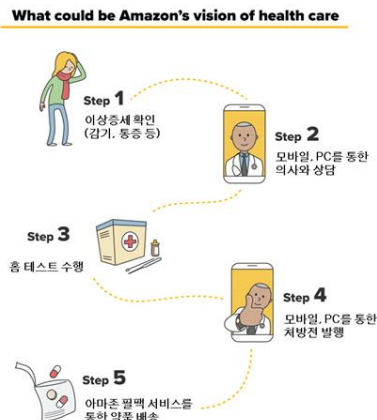 What could be Amazon's vision of health care
Step 1
이상증세 확인
(감기, 통증 등)
Step 2
모바일, PC를 통한
의사와 상담
Step 3
홈 테스트 수행
Step 4
모바일, PC를 통한
처방전 발행
Step 5
아마존 필팩 서비스를
통한 약품 배송